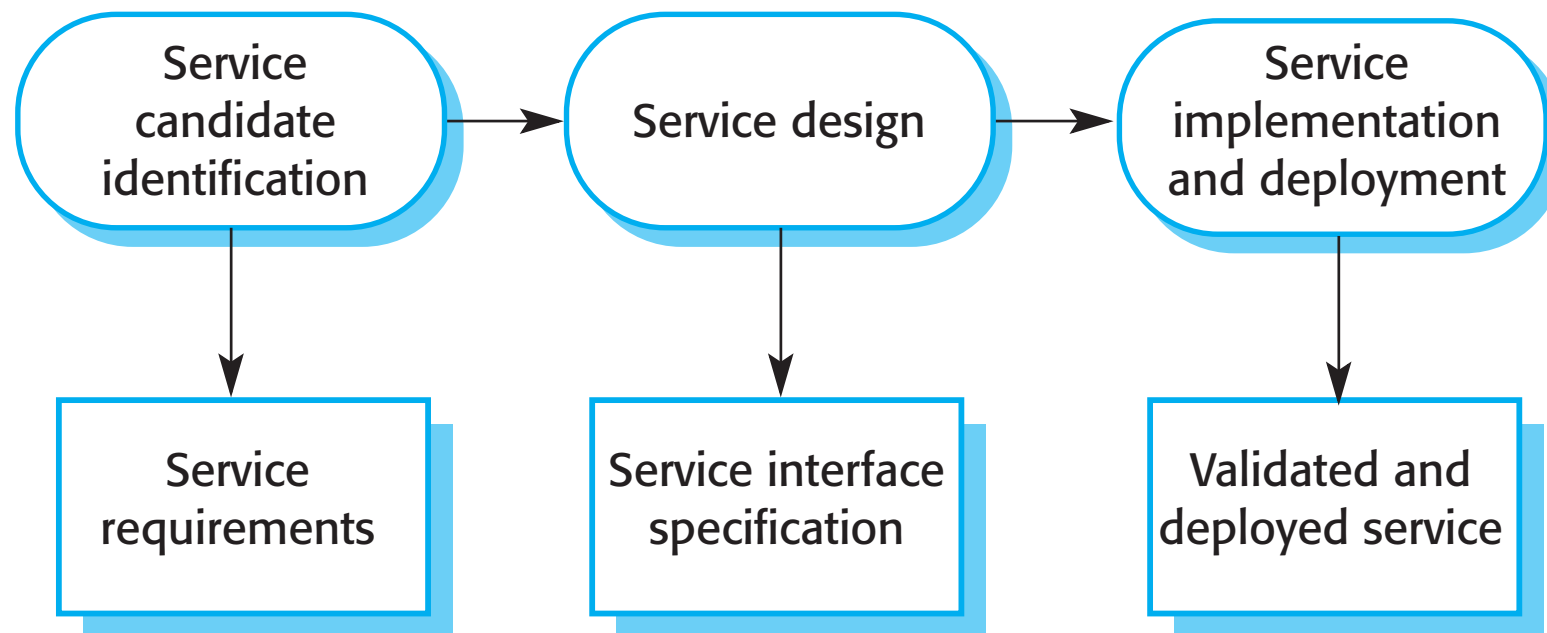 Service
candidate
identification
Service design
Service
implementation
and deployment
Service
requirements
Service interface
specification
Validated and
deployed service